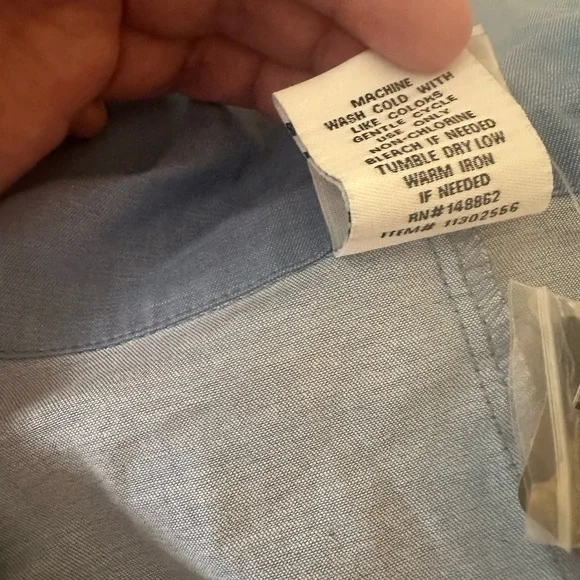 MACHINE
WASH COLD WITH
LIKE COLORS
GENTLE CYCLE
USE ONLY
NON-CHLORINE
BLEACH IF NEEDED
TUMBLE DRY LOW
WARM IRON
IF NEEDED
RN#148862
ITEM# 11302556